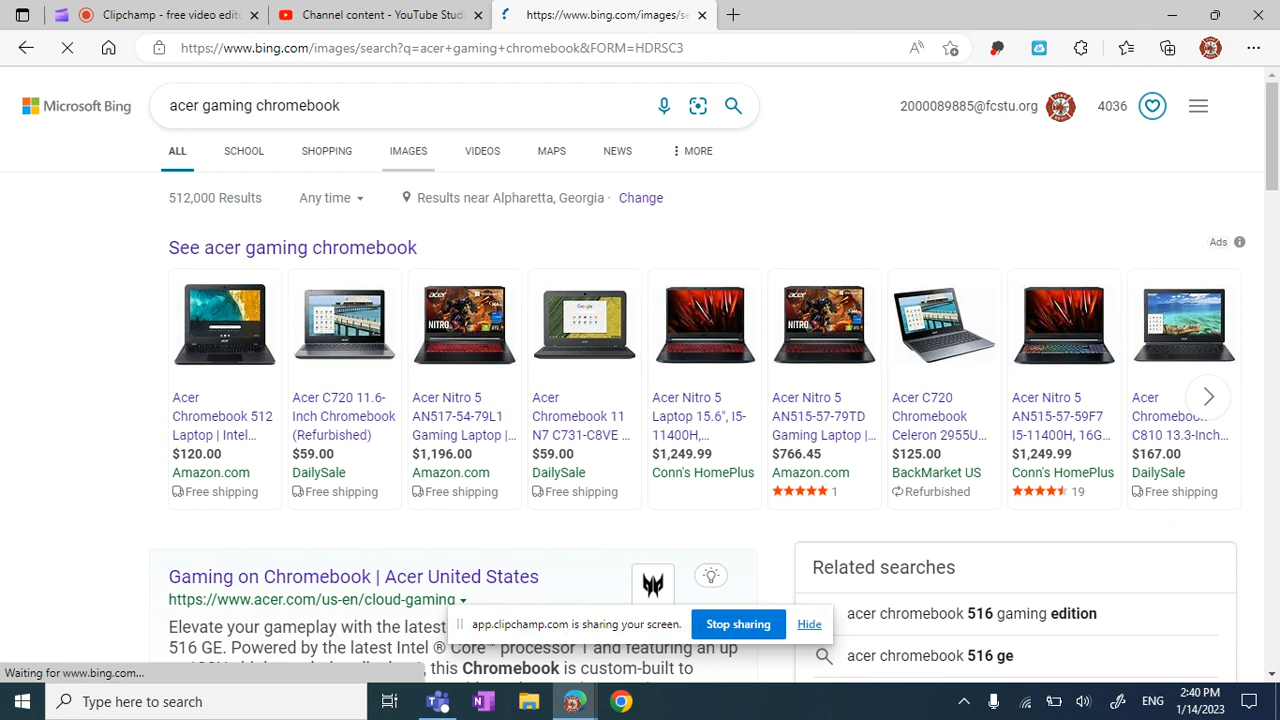 Clipchamp - free video edito
Channel content - YouTube Stud
https://www.bing.com/images/se
https://www.bing.com/images/search?q=acer+gaming+chromebook&FORM=HDRSC3
Microsoft Bing
acer gaming chromebook
2000089885@fcstu.org
4036
ALL
SCHOOL
SHOPPING
IMAGES
VIDEOS
MAPS
NEWS
MORE
512,000 Results
Any time
Results near Alpharetta, Georgia ·
Change
See acer gaming chromebook
Ads
Acer
Chromebook 512
Laptop | Intel...
$120.00
Amazon.com
Free shipping
Acer C720 11.6-
Inch Chromebook
(Refurbished)
$59.00
DailySale
Free shipping
acer
NITRO
Acer Nitro 5
AN517-54-79L1
Gaming Laptop |...
$1,196.00
Amazon.com
Free shipping
Google
Acer
Chromebook 11
N7 C731-C8VE ...
$59.00
DailySale
Free shipping
Acer Nitro 5
Laptop 15.6", I5-
11400H,...
$1,249.99
Conn's HomePlus
acer
NITRO
Acer Nitro 5
AN515-57-79TD
Gaming Laptop |...
$766.45
Amazon.com
1
Acer C720
Chromebook
Celeron 2955U...
$125.00
BackMarket US
Refurbished
Acer Nitro 5
AN515-57-59F7
I5-11400H, 16G...
$1,249.99
Conn's HomePlus
19
Acer
Chromebook
C810 13.3-Inch...
$167.00
DailySale
Free shipping
Gaming on Chromebook | Acer United States
https://www.acer.com/us-en/cloud-gaming
Elevate your gameplay with the latest
516 GE. Powered by the latest Intel ® Core™ processor 1 and featuring an up
this Chromebook is custom-built to
Related searches
acer chromebook 516 gaming edition
acer chromebook 516 ge
app.clipchamp.com is sharing your screen.
Stop sharing
Hide
Waiting for www.bing.com...
Type here to search
ENG
2:40 PM
1/14/2023